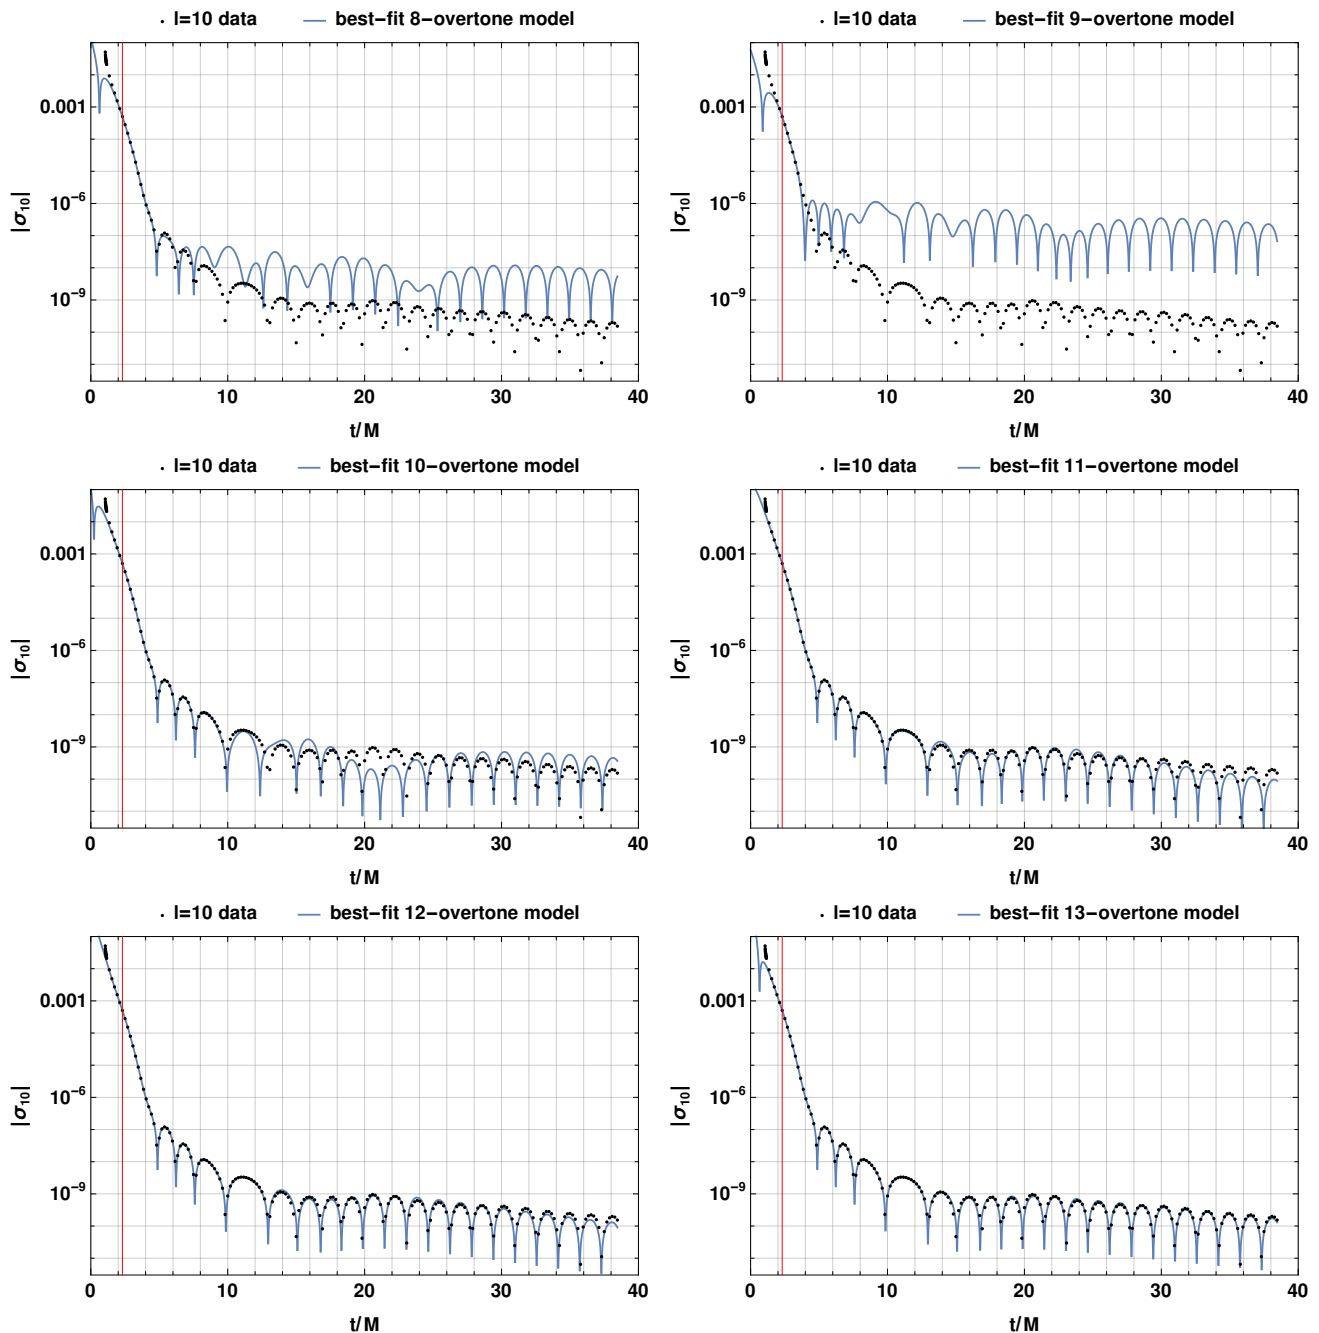 l=10 data best-fit 8-overtone model
0.001
10⁻⁶
10⁻⁹
|σ₁₀|
0 10 20 30 40
t/M
l=10 data best-fit 9-overtone model
0.001
10⁻⁶
10⁻⁹
|σ₁₀|
0 10 20 30 40
t/M
l=10 data best-fit 10-overtone model
0.001
10⁻⁶
10⁻⁹
|σ₁₀|
0 10 20 30 40
t/M
l=10 data best-fit 11-overtone model
0.001
10⁻⁶
10⁻⁹
|σ₁₀|
0 10 20 30 40
t/M
l=10 data best-fit 12-overtone model
0.001
10⁻⁶
10⁻⁹
|σ₁₀|
0 10 20 30 40
t/M
l=10 data best-fit 13-overtone model
0.001
10⁻⁶
10⁻⁹
|σ₁₀|
0 10 20 30 40
t/M